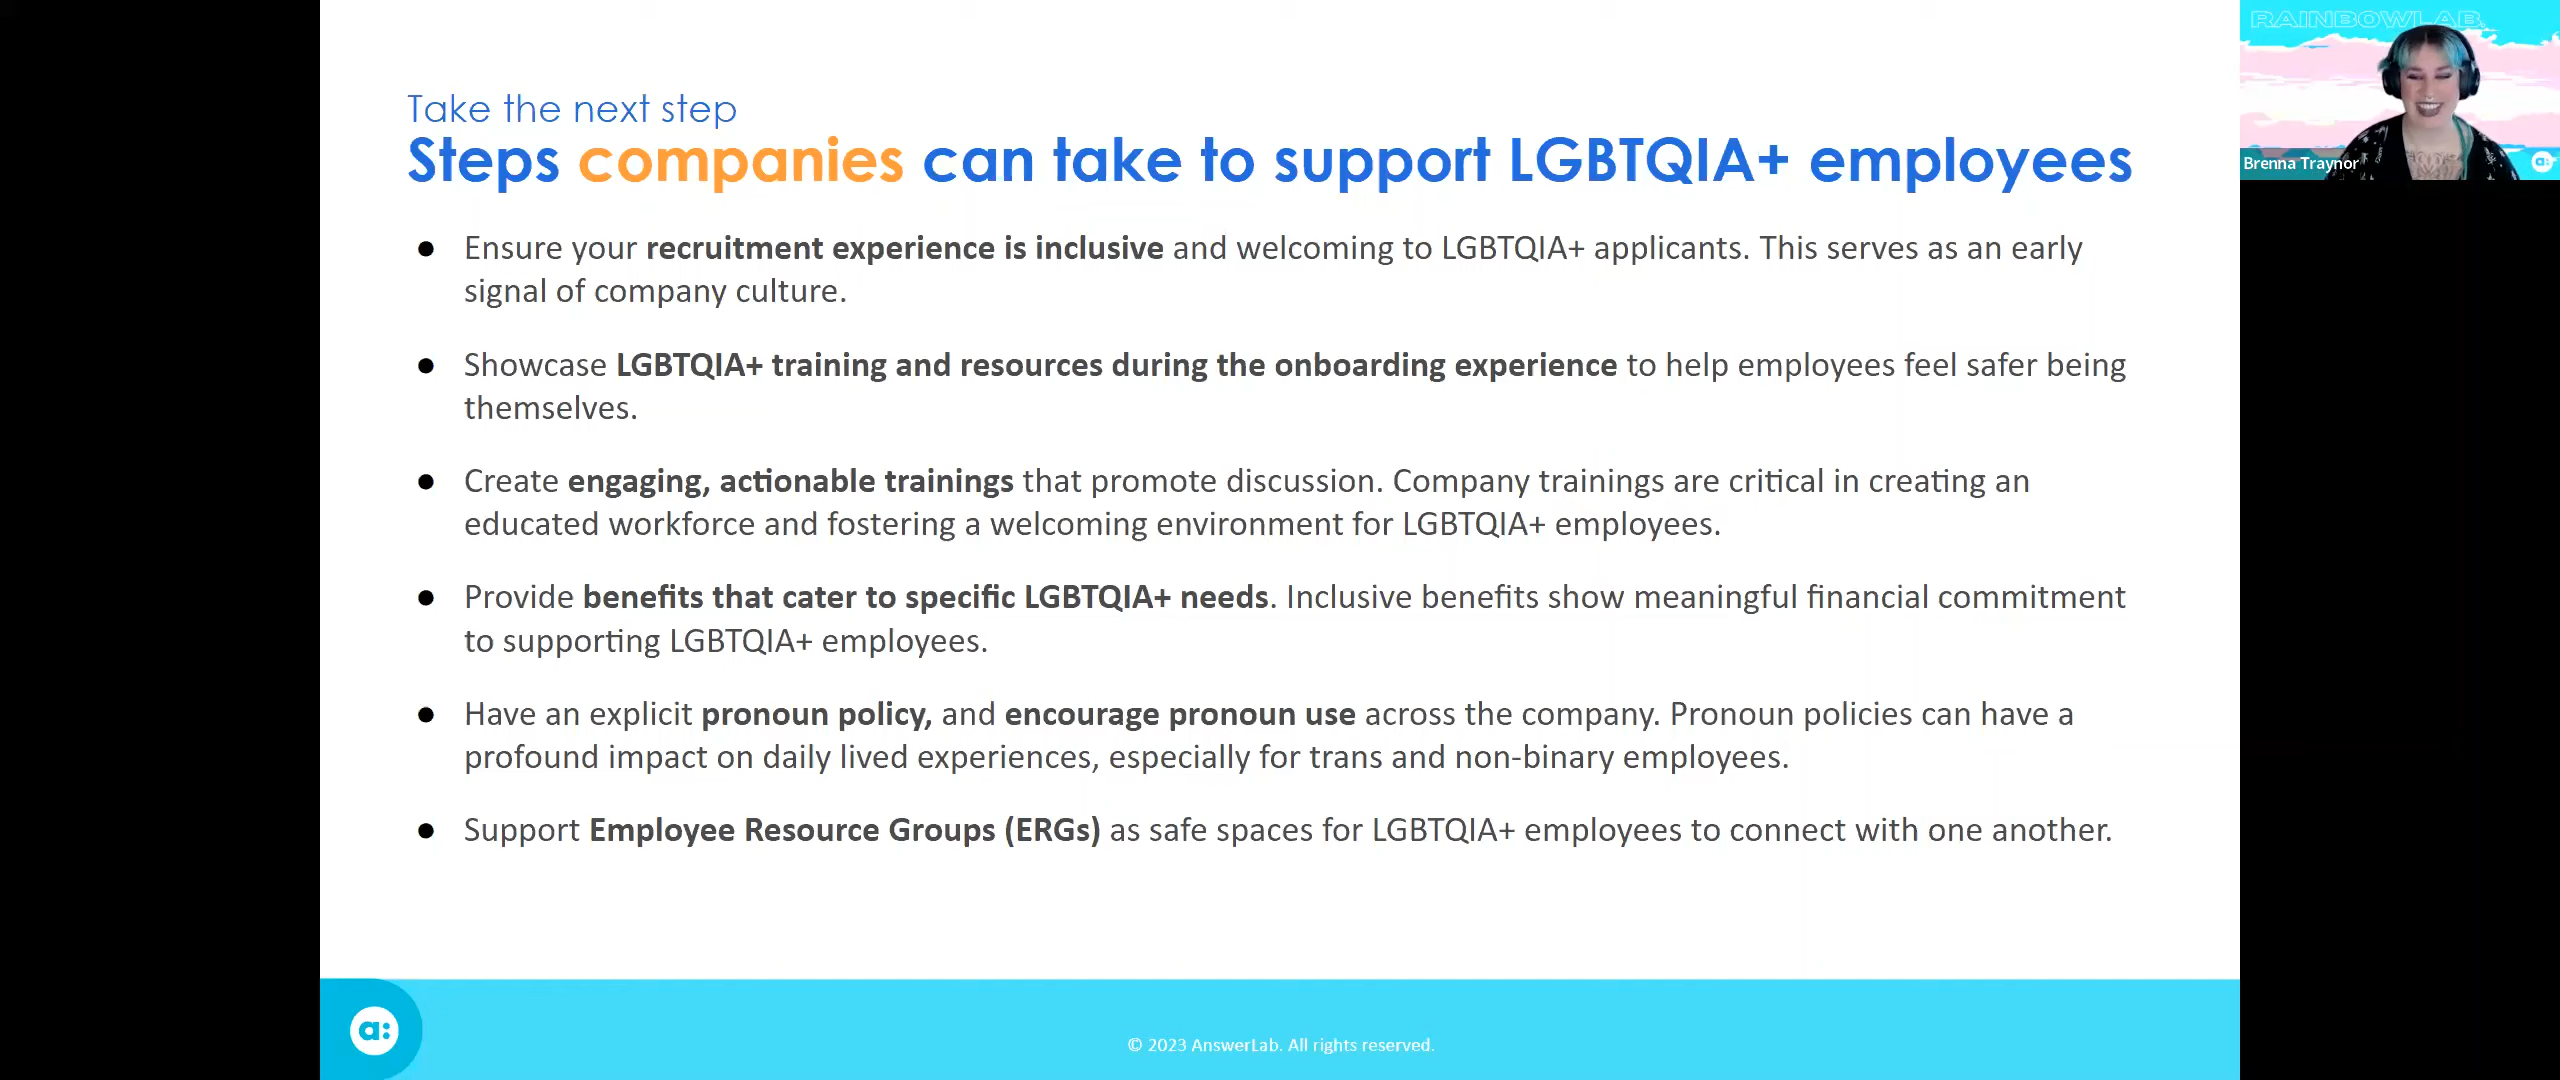 Take the next step
Steps companies can take to support LGBTQIA+ employees
● Ensure your recruitment experience is inclusive and welcoming to LGBTQIA+ applicants. This serves as an early
signal of company culture.
● Showcase LGBTQIA+ training and resources during the onboarding experience to help employees feel safer being
themselves.
● Create engaging, actionable trainings that promote discussion. Company trainings are critical in creating an
educated workforce and fostering a welcoming environment for LGBTQIA+ employees.
● Provide benefits that cater to specific LGBTQIA+ needs. Inclusive benefits show meaningful financial commitment
to supporting LGBTQIA+ employees.
● Have an explicit pronoun policy, and encourage pronoun use across the company. Pronoun policies can have a
profound impact on daily lived experiences, especially for trans and non-binary employees.
● Support Employee Resource Groups (ERGs) as safe spaces for LGBTQIA+ employees to connect with one another.
a:
© 2023 AnswerLab. All rights reserved.
RAINBOWLAB.
Brenna Traynor
a: